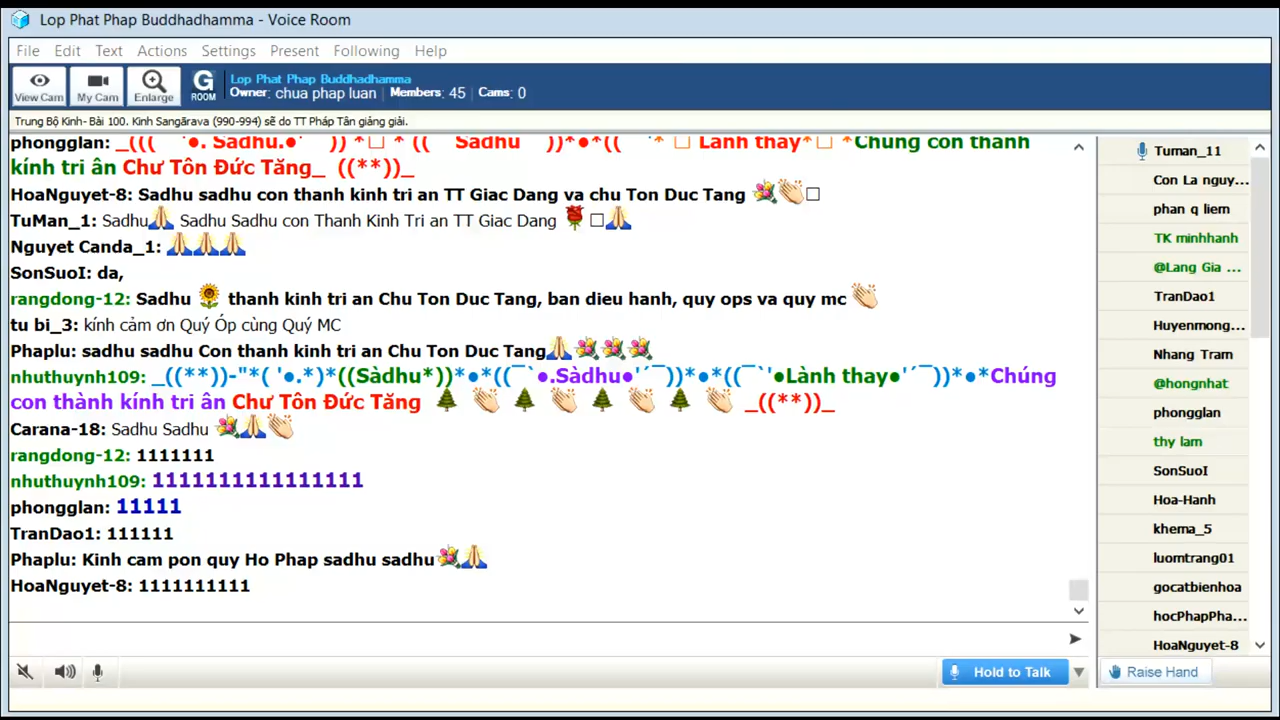 Lop Phat Phap Buddhadhamma - Voice Room
File Edit Text Actions Settings Present Following Help
View Cam My Cam Enlarge G ROOM
Lop Phat Phap Buddhadhamma
Owner: chua phap luan Members: 45 Cams: 0
Trung Bộ Kinh- Bài 100. Kinh Sangārava (990-994) sẽ do TT Pháp Tân giảng giải.
phongglan: _((( '●. Sadhu.●' )) *□ * (( Sadhu ))*●*(( '* □ Lành thay*□ *Chúng con thành
kính tri ân Chư Tôn Đức Tăng_ ((**))_
HoaNguyet-8: Sadhu sadhu con thanh kinh tri an TT Giac Dang va chu Ton Duc Tang 💐👏□
TuMan_1: Sadhu🙏 Sadhu Sadhu con Thanh Kinh Tri an TT Giac Dang 🌹□🙏
Nguyet Canda_1: 🙏🙏🙏
SonSuoI: da,
rangdong-12: Sadhu 🌻 thanh kinh tri an Chu Ton Duc Tang, ban dieu hanh, quy ops va quy mc 👏
tu bi_3: kính cảm ơn Quý Óp cùng Quý MC
Phaplu: sadhu sadhu Con thanh kinh tri an Chu Ton Duc Tang🙏💐💐💐
nhuthuynh109: _((**))-"*( '●.*)*((Sàdhu*))*●*((¯`●.Sàdhu●'´¯))*●*((¯`'●Lành thay●'´¯))*●*Chúng
con thành kính tri ân Chư Tôn Đức Tăng 🌲 👏 🌲 👏 🌲 👏 🌲 👏 _((**))_
Carana-18: Sadhu Sadhu 💐🙏👏
rangdong-12: 1111111
nhuthuynh109: 11111111111111111
phongglan: 11111
TranDao1: 111111
Phaplu: Kinh cam pon quy Ho Phap sadhu sadhu💐🙏
HoaNguyet-8: 1111111111
Hold to Talk
Tuman_11
Con La nguy...
phan q liem
TK minhhanh
@Lang Gia ...
TranDao1
Huyenmong...
Nhang Tram
@hongnhat
phongglan
thy lam
SonSuoI
Hoa-Hanh
khema_5
luomtrang01
gocatbienhoa
hocPhapPha...
HoaNguyet-8
Raise Hand